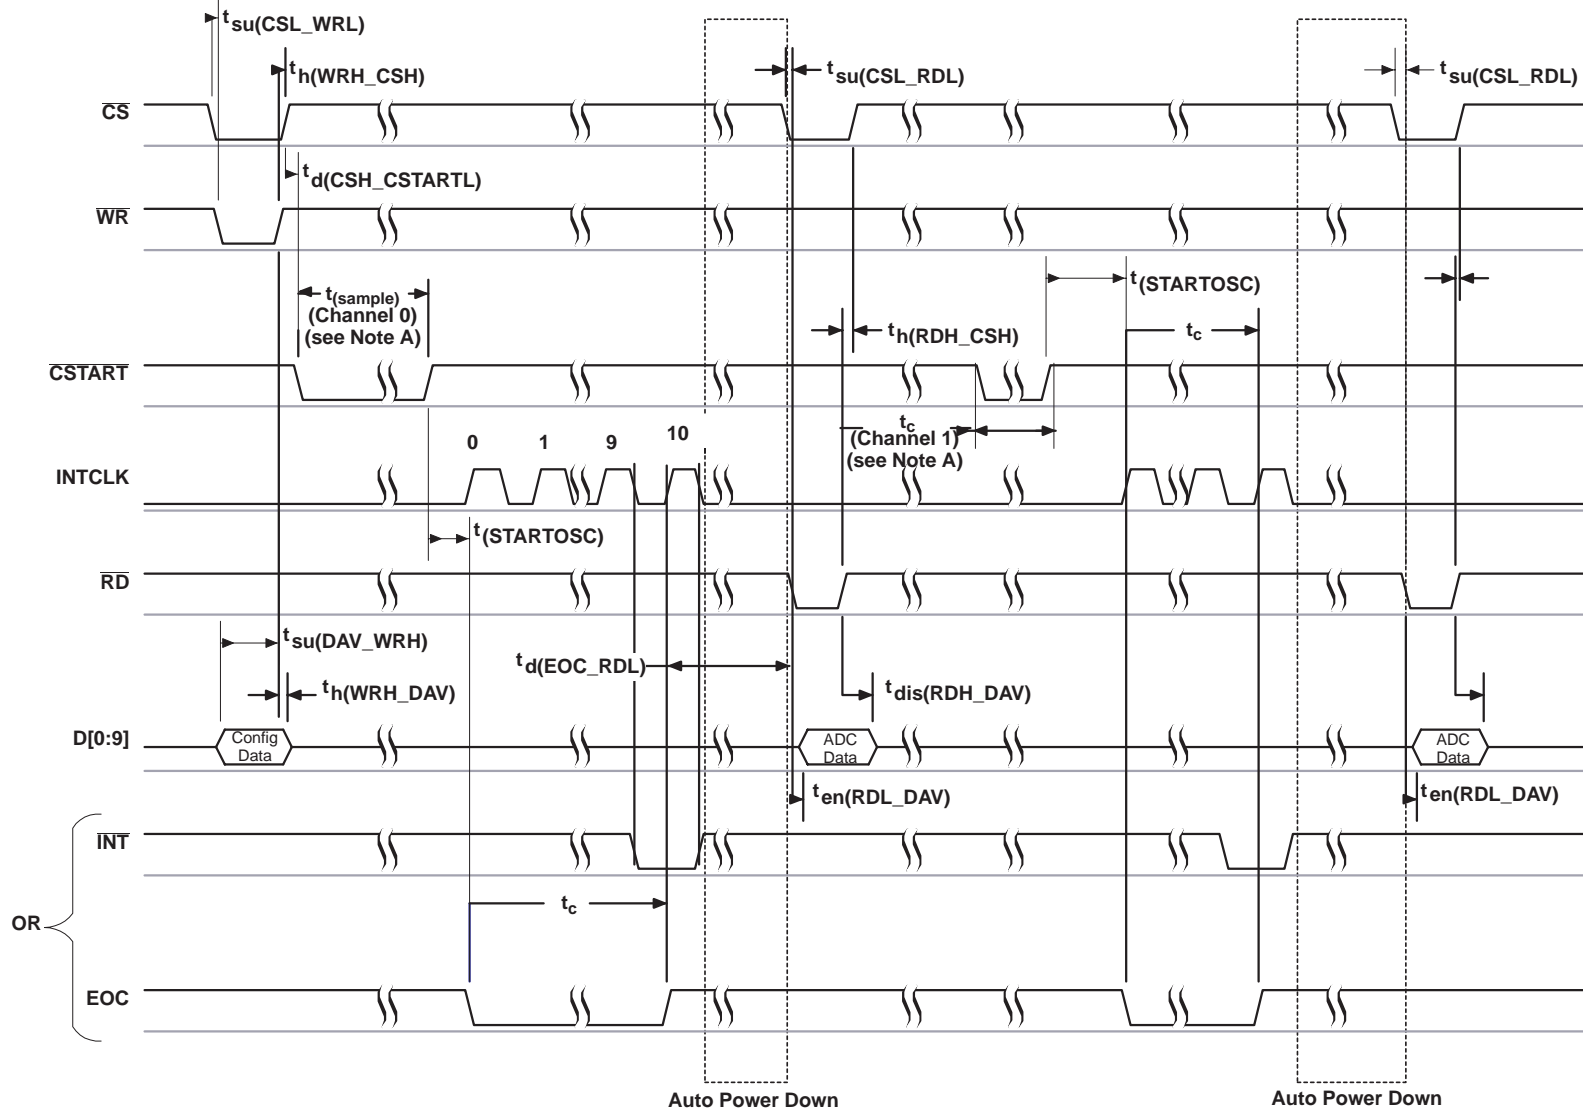 tsu(CSL_WRL)
th(WRH_CSH)
tsu(CSL_RDL)
tsu(CSL_RDL)
CS
td(CSH_CSTARTL)
WR
t(sample)
(Channel 0)
(see Note A)
t(STARTOSC)
th(RDH_CSH)
tc
CSTART
0
1
9
10
tc
(Channel 1)
(see Note A)
INTCLK
t(STARTOSC)
RD
tsu(DAV_WRH)
td(EOC_RDL)
th(WRH_DAV)
tdis(RDH_DAV)
D[0:9]
Config
Data
ADC
Data
ADC
Data
ten(RDL_DAV)
ten(RDL_DAV)
INT
tc
OR
EOC
Auto Power Down
Auto Power Down